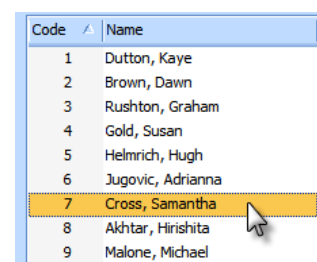 Code Name
1 Dutton, Kaye
2 Brown, Dawn
3 Rushton, Graham
4 Gold, Susan
5 Helmrich, Hugh
6 Jugovic, Adrianna
7 Cross, Samantha
8 Akhtar, Hirishita
9 Malone, Michael